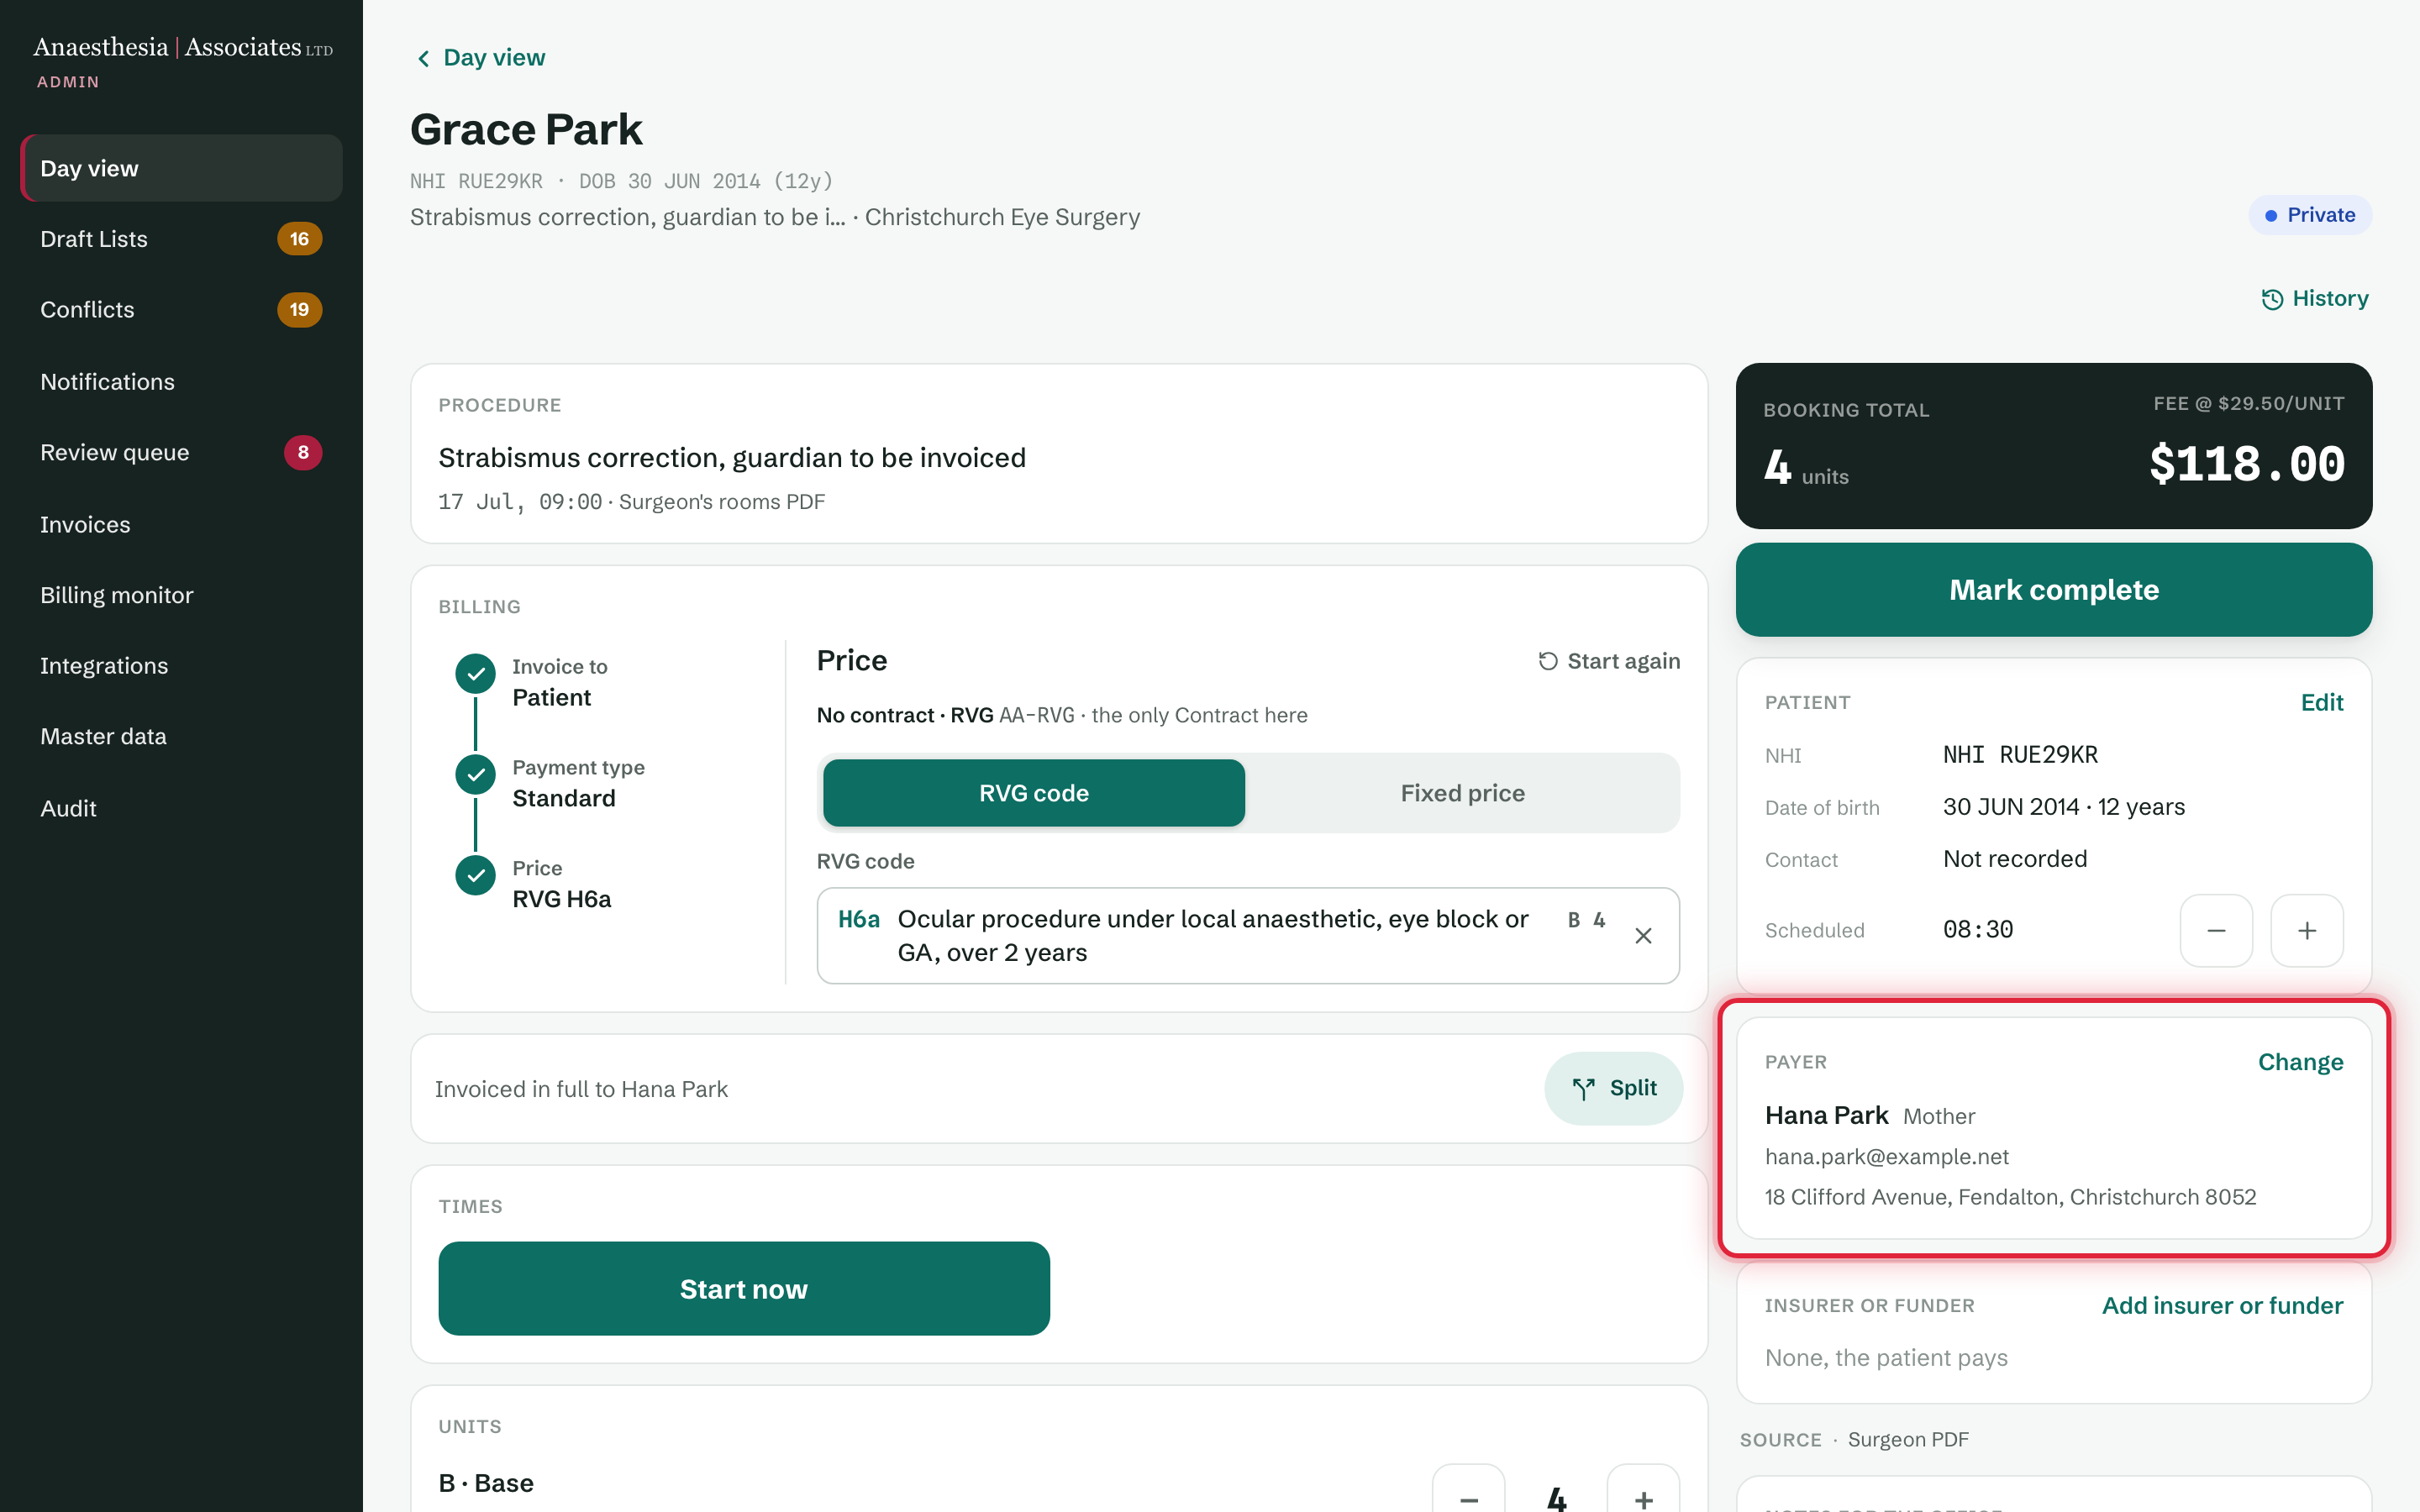 Anaesthesia | Associates LTD
ADMIN
Day view
Draft Lists 16
Conflicts 19
Notifications
Review queue 8
Invoices
Billing monitor
Integrations
Master data
Audit
Day view
Grace Park
NHI RUE29KR · DOB 30 JUN 2014 (12y)
Strabismus correction, guardian to be i... · Christchurch Eye Surgery
Private
History
PROCEDURE
Strabismus correction, guardian to be invoiced
17 Jul, 09:00 · Surgeon's rooms PDF
BILLING
Invoice to
Patient
Payment type
Standard
Price
RVG H6a
Price
Start again
No contract · RVG AA-RVG · the only Contract here
RVG code
Fixed price
RVG code
H6a Ocular procedure under local anaesthetic, eye block or B 4
GA, over 2 years
Invoiced in full to Hana Park
Split
TIMES
Start now
UNITS
B · Base
4
BOOKING TOTAL
FEE @ $29.50/UNIT
4 units
$118.00
Mark complete
PATIENT
Edit
NHI NHI RUE29KR
Date of birth 30 JUN 2014 · 12 years
Contact Not recorded
Scheduled 08:30
PAYER
Change
Hana Park Mother
hana.park@example.net
18 Clifford Avenue, Fendalton, Christchurch 8052
INSURER OR FUNDER
Add insurer or funder
None, the patient pays
SOURCE · Surgeon PDF